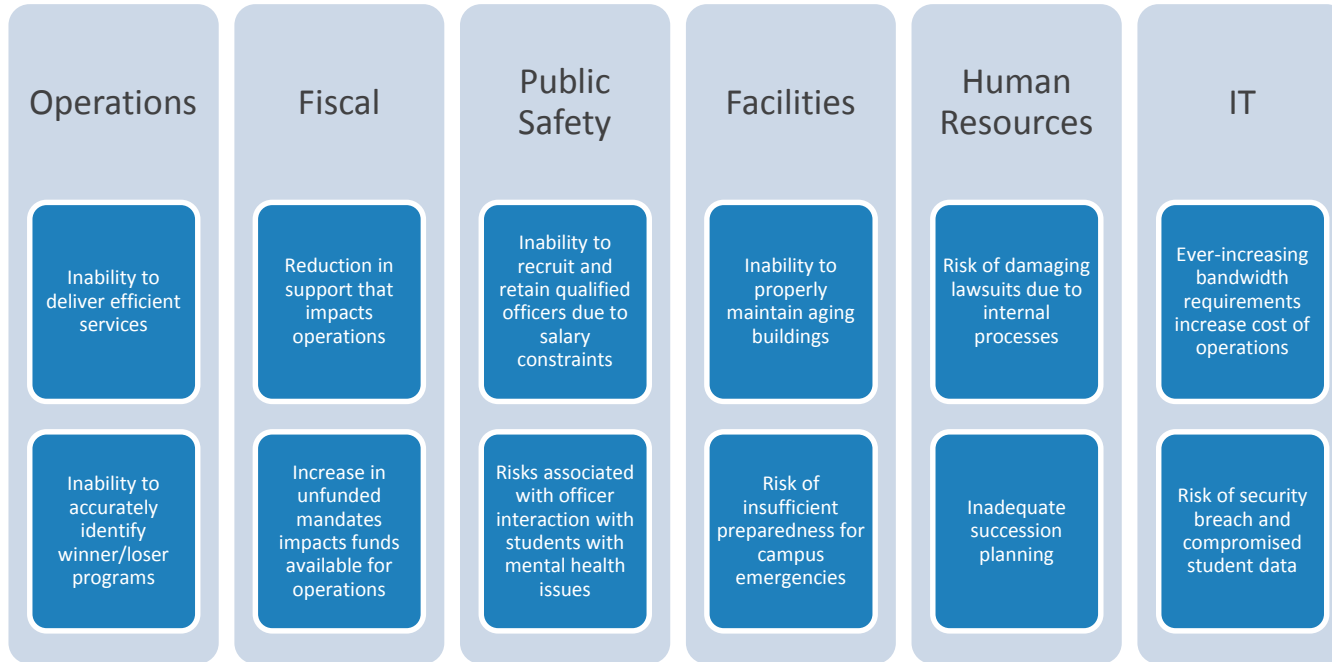 Operations
Inability to
deliver efficient
services
Inability to
accurately
identify
winner/loser
programs
Fiscal
Reduction in
support that
impacts
operations
Increase in
unfunded
mandates
impacts funds
available for
operations
Public
Safety
Inability to
recruit and
retain qualified
officers due to
salary
constraints
Risks associated
with officer
interaction with
students with
mental health
issues
Facilities
Inability to
properly
maintain aging
buildings
Risk of
insufficient
preparedness for
campus
emergencies
Human
Resources
Risk of damaging
lawsuits due to
internal
processes
Inadequate
succession
planning
IT
Ever-increasing
bandwidth
requirements
increase cost of
operations
Risk of security
breach and
compromised
student data